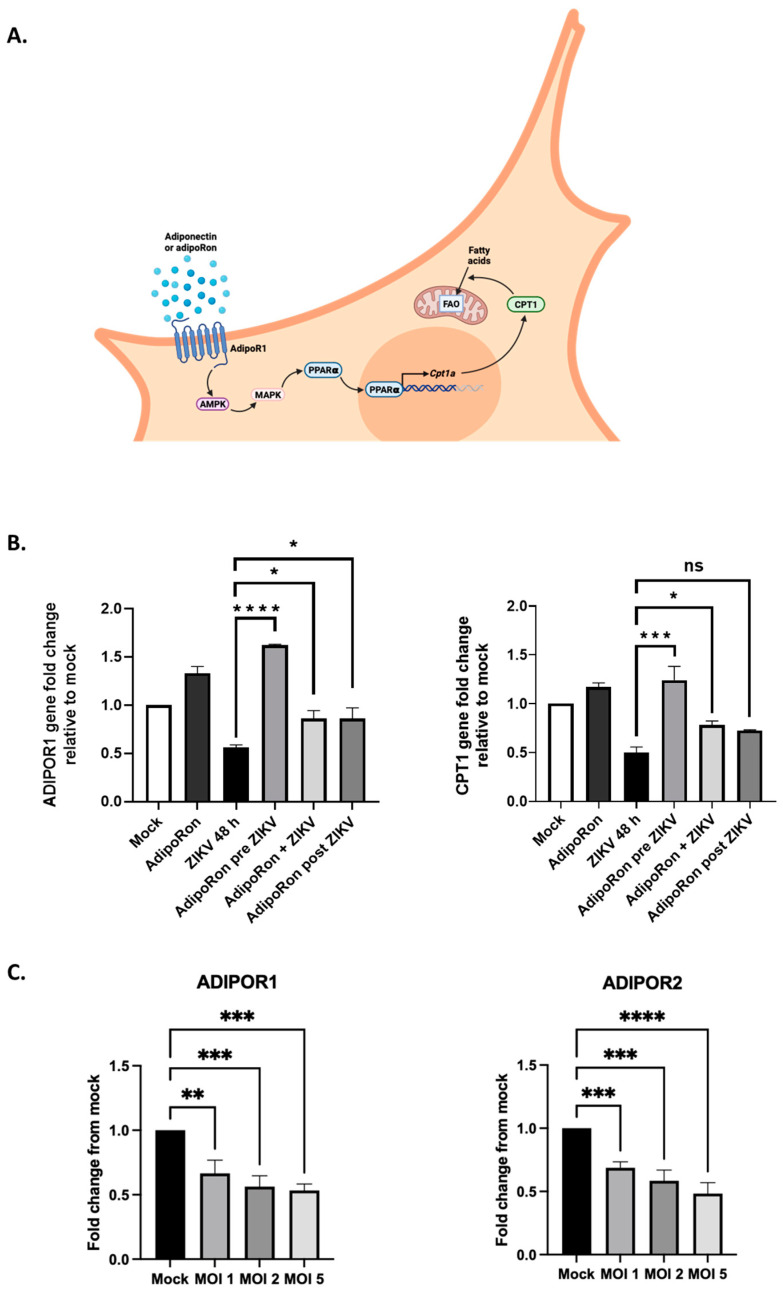 A.
Adiponectin
or adipoRon
AdipoR1
AMPK
MAPK
PPARα
PPARα
Cpt1a
CPT1
Fatty
acids
FAO
B.
ADIPOR1 gene fold change
relative to mock
2.0
1.5
1.0
0.5
0.0
****
*
*
Mock
AdipoRon
ZIKV 48 h
AdipoRon pre ZIKV
AdipoRon + ZIKV
AdipoRon post ZIKV
CPT1 gene fold change
relative to mock
2.0
1.5
1.0
0.5
0.0
***
*
ns
Mock
AdipoRon
ZIKV 48 h
AdipoRon pre ZIKV
AdipoRon + ZIKV
AdipoRon post ZIKV
C.
ADIPOR1
Fold change from mock
1.5
1.0
0.5
0.0
***
***
**
Mock MOI 1 MOI 2 MOI 5
ADIPOR2
Fold change from mock
1.5
1.0
0.5
0.0
****
***
***
Mock MOI 1 MOI 2 MOI 5